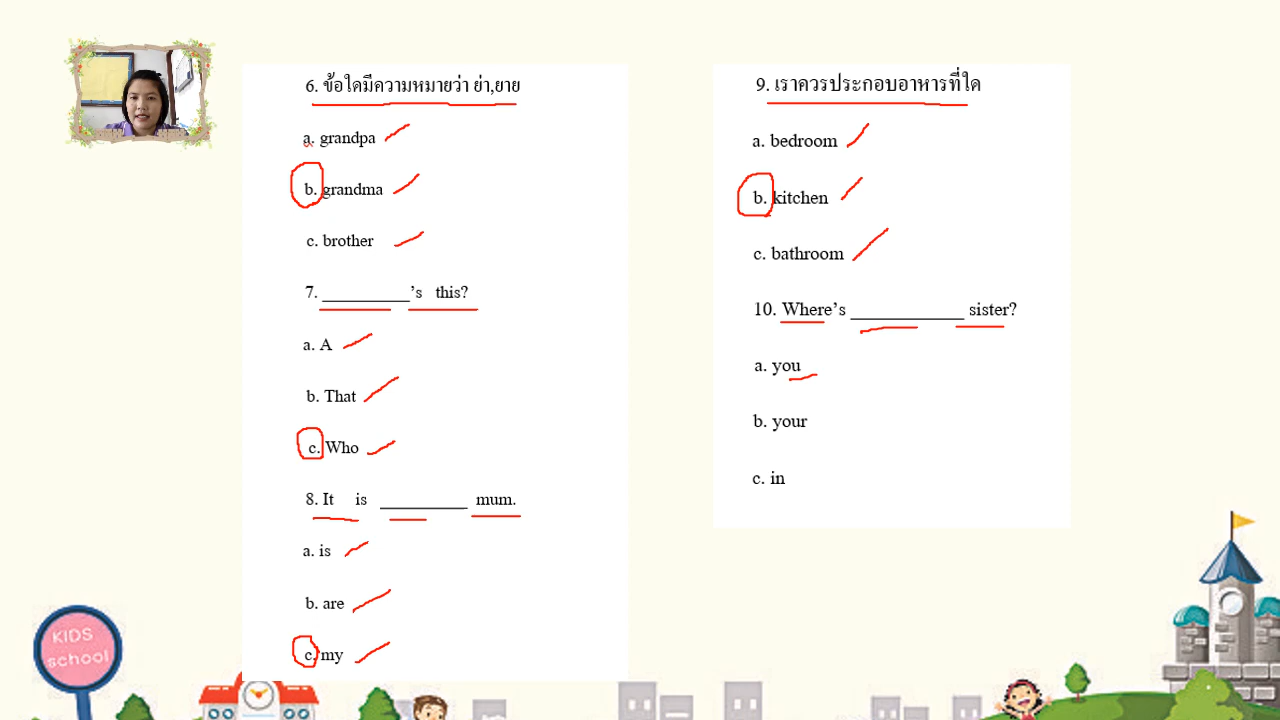 6. ข้อใดมีความหมายว่า ย่า,ยาย
a. grandpa
b. grandma
c. brother
7. __________’s this?
a. A
b. That
c. Who
8. It is __________ mum.
a. is
b. are
c. my
9. เราควรประกอบอาหารที่ใด
a. bedroom
b. kitchen
c. bathroom
10. Where’s _____________ sister?
a. you
b. your
c. in
KIDS
school